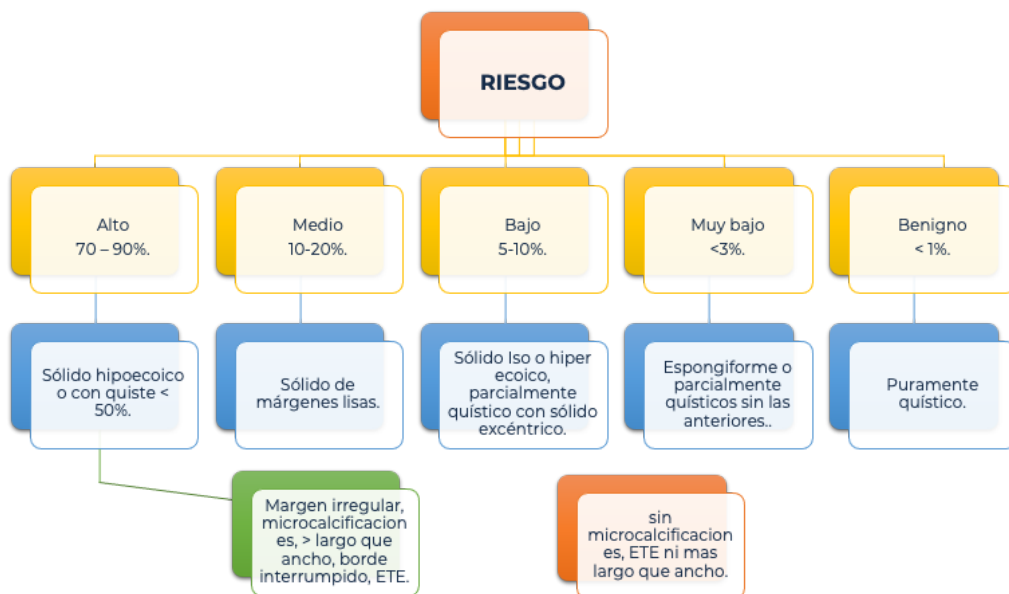 RIESGO
Alto
70 – 90%.
Medio
10-20%.
Bajo
5-10%.
Muy bajo
<3%.
Benigno
< 1%.
Sólido hipoecoico
o con quiste <
50%.
Sólido de
márgenes lisas.
Sólido Iso o hiper
ecoico,
parcialmente
quístico con sólido
excéntrico.
Espongiforme o
parcialmente
quísticos sin las
anteriores..
Puramente
quístico.
Margen irregular,
microcalcificacion
es, > largo que
ancho, borde
interrumpido, ETE.
sin
microcalcificacion
es, ETE ni mas
largo que ancho.